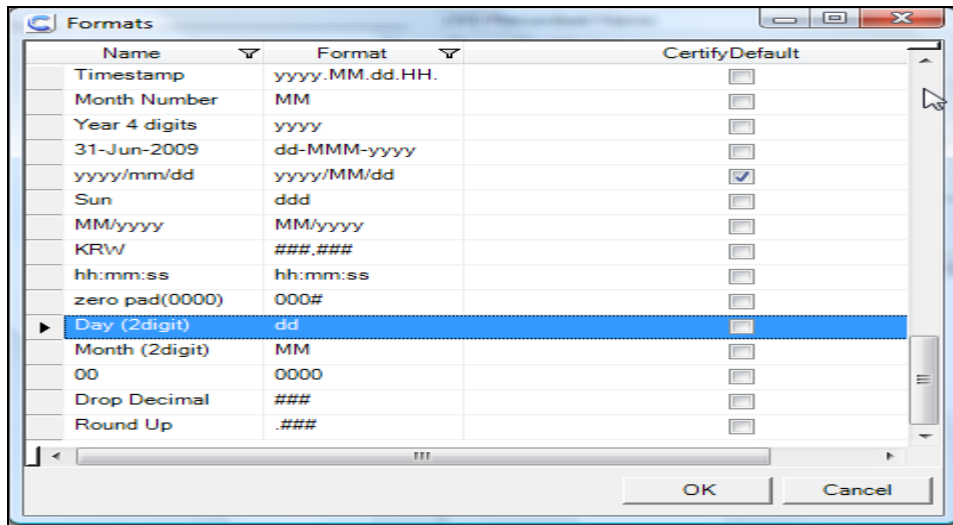 Formats
Name Format CertifyDefault
Timestamp yyyy.MM.dd.HH.
Month Number MM
Year 4 digits yyyy
31-Jun-2009 dd-MMM-yyyy
yyyy/mm/dd yyyy/MM/dd
Sun ddd
MM/yyyy MM/yyyy
KRW ###,###
hh:mm:ss hh:mm:ss
zero pad(0000) 000#
Day (2digit) dd
Month (2digit) MM
00 0000
Drop Decimal ###
Round Up .###
OK Cancel